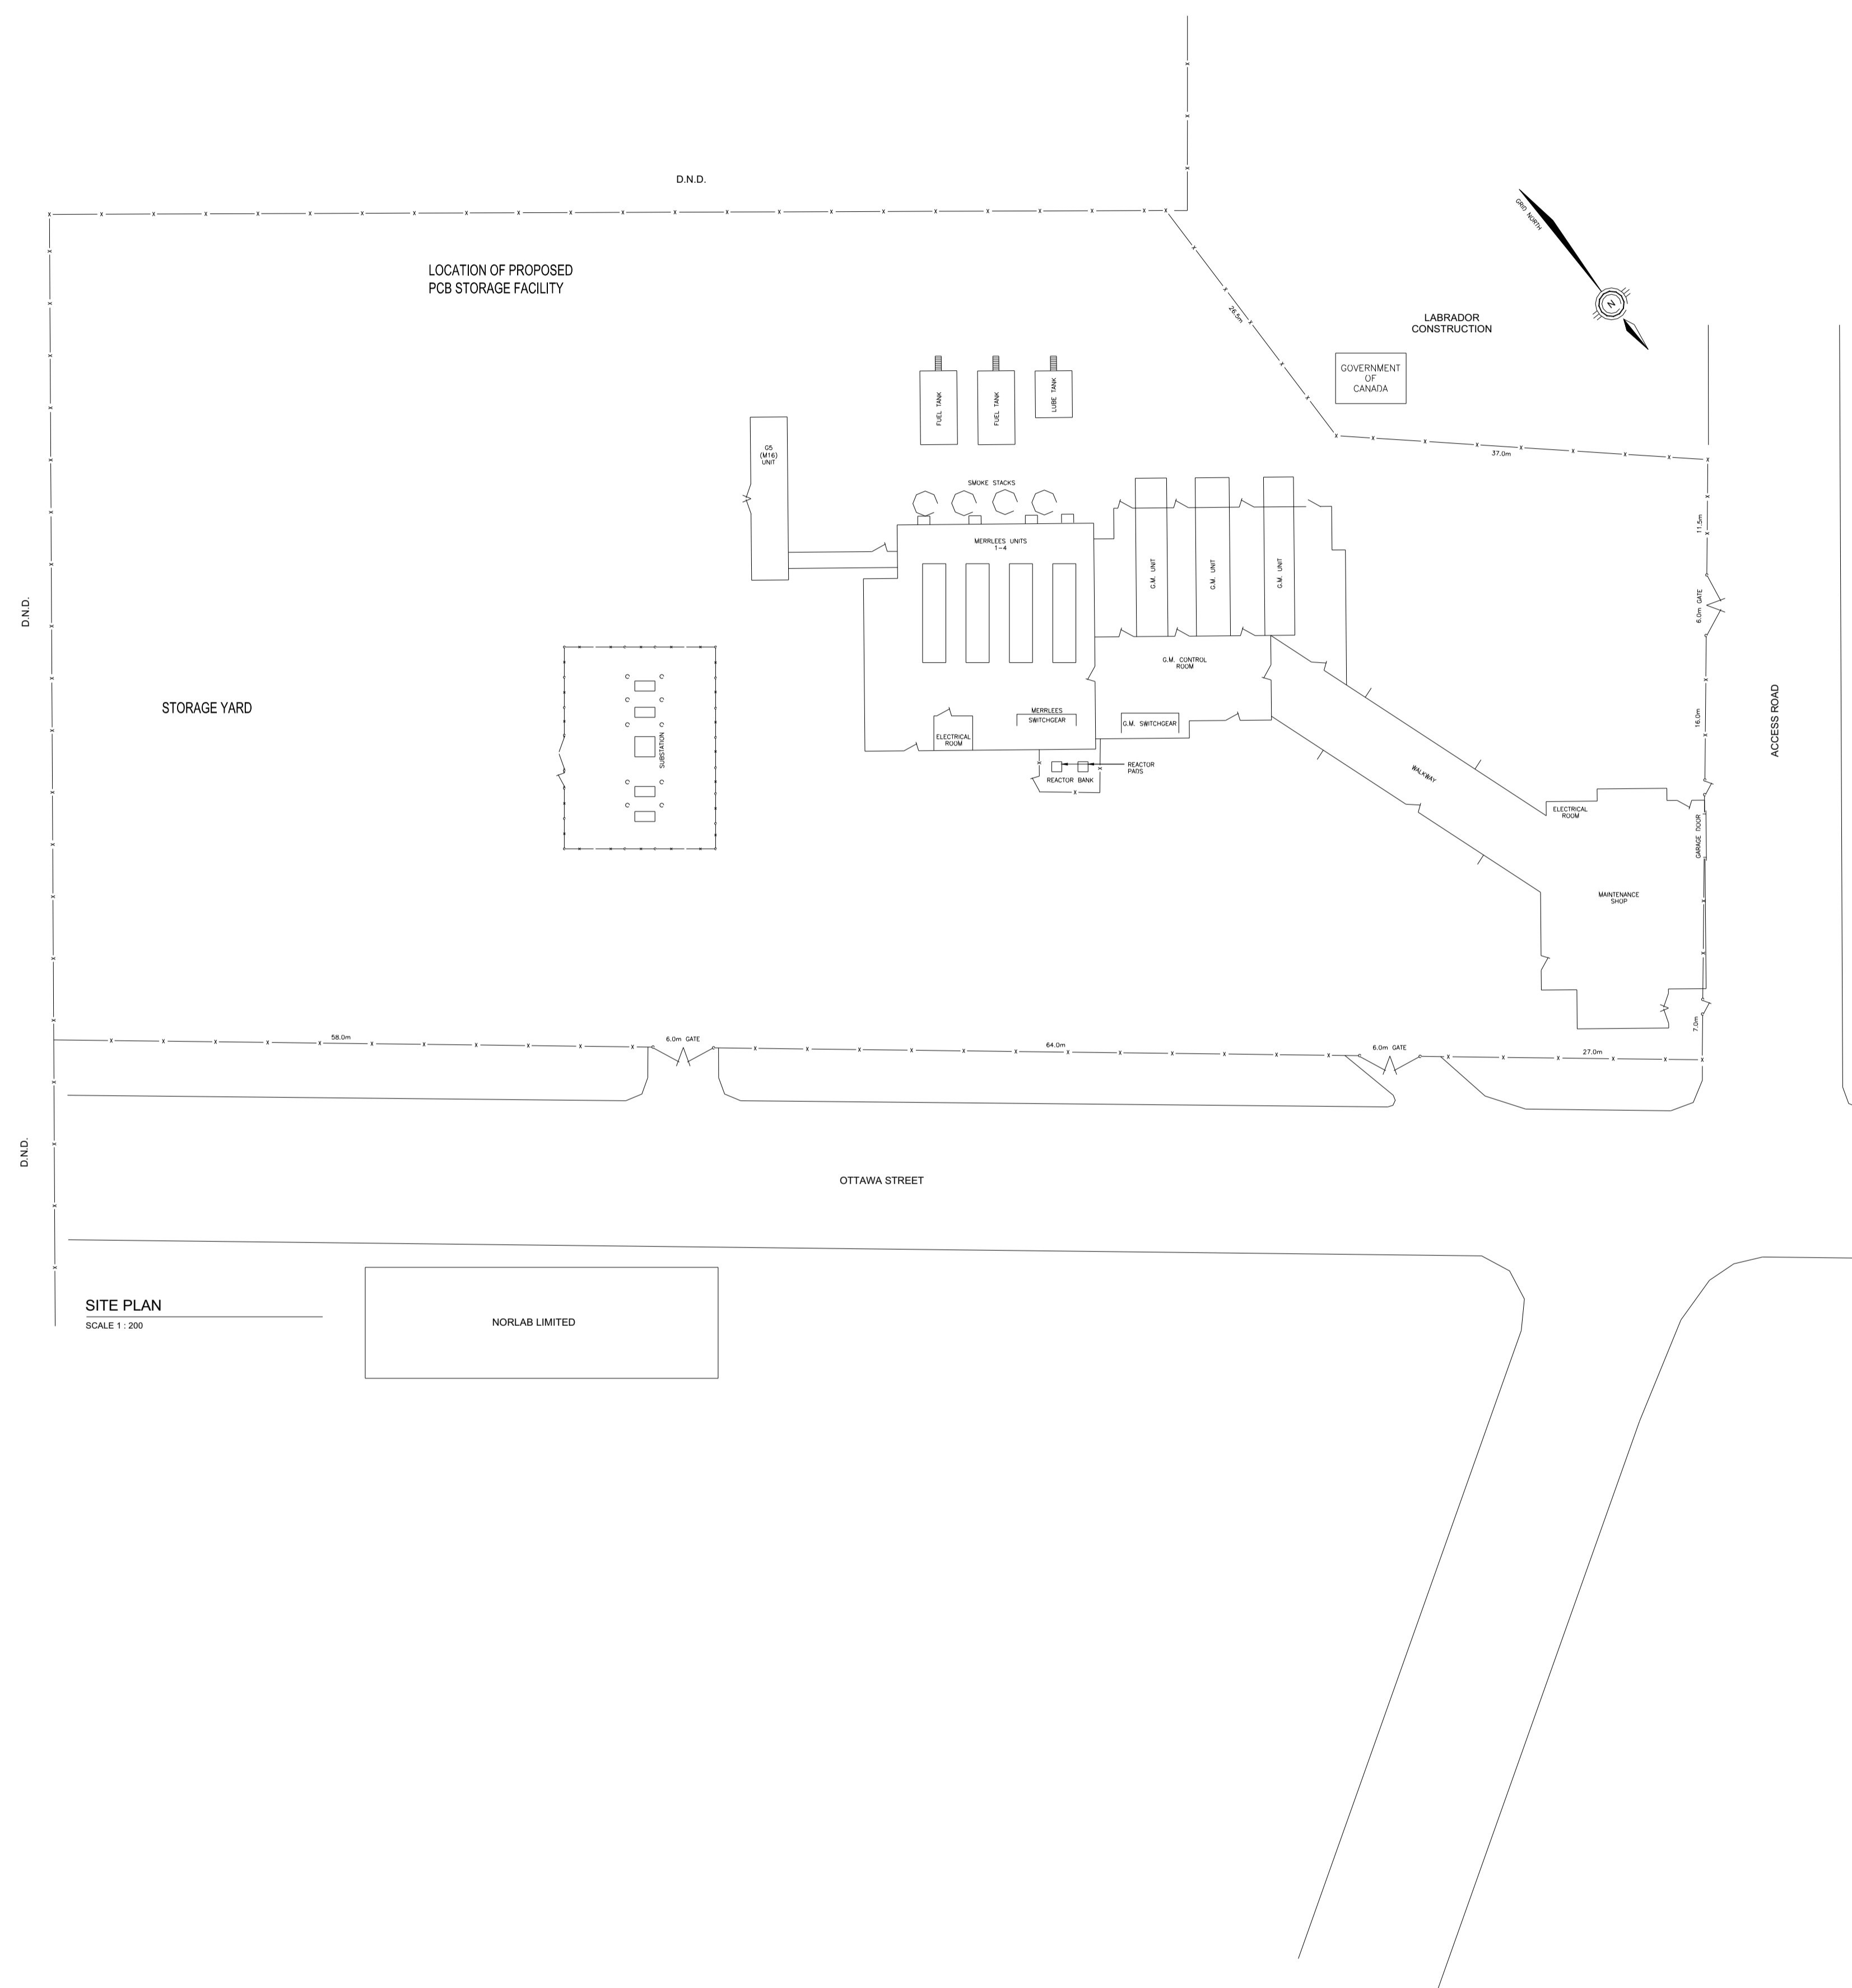 D.N.D.
GRID NORTH
N
LOCATION OF PROPOSED
PCB STORAGE FACILITY
26.5m
LABRADOR
CONSTRUCTION
GOVERNMENT
OF
CANADA
FUEL TANK
FUEL TANK
LUBE TANK
37.0m
G5
(M16)
UNIT
SMOKE STACKS
11.5m
MERRLEES UNITS
1-4
G.M. UNIT
G.M. UNIT
G.M. UNIT
6.0m GATE
D.N.D.
G.M. CONTROL
ROOM
STORAGE YARD
SUBSTATION
MERRLEES
SWITCHGEAR
G.M. SWITCHGEAR
16.0m
ACCESS ROAD
ELECTRICAL
ROOM
REACTOR
PADS
REACTOR BANK
WALKWAY
ELECTRICAL
ROOM
GARAGE DOOR
MAINTENANCE
SHOP
7.0m
58.0m
6.0m GATE
64.0m
6.0m GATE
27.0m
D.N.D.
OTTAWA STREET
SITE PLAN
SCALE 1 : 200
NORLAB LIMITED